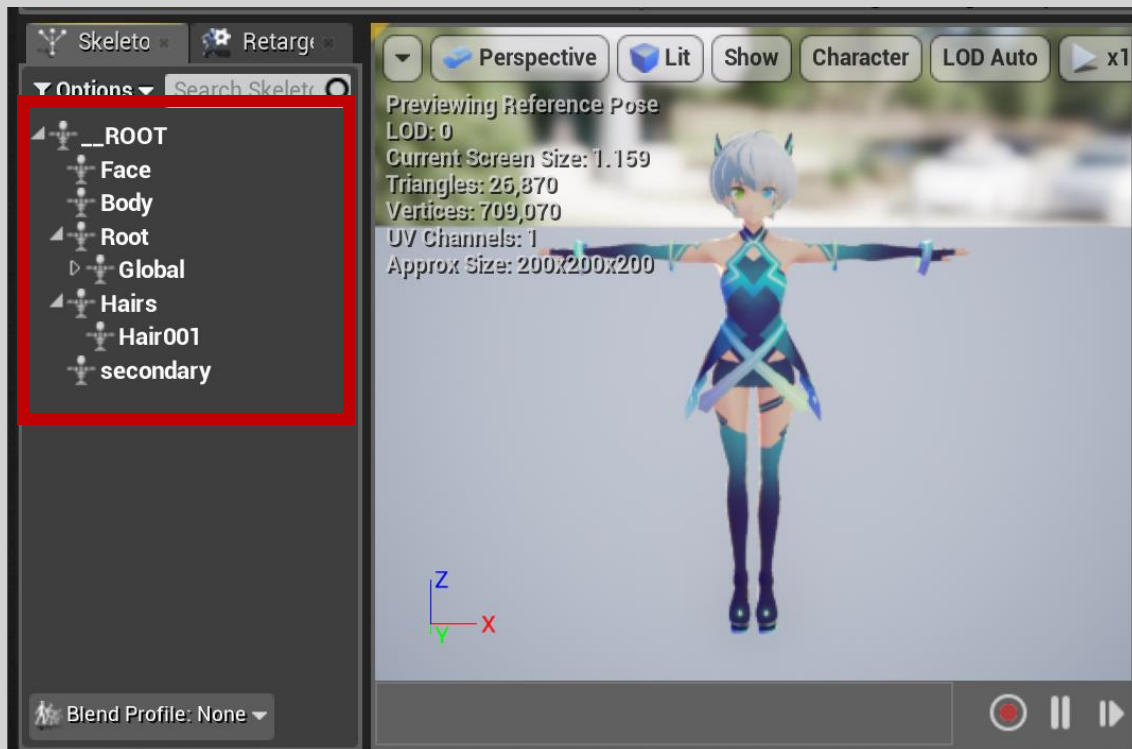 Skeleto
Retarge
Options
Search Skeleto
__ROOT
Face
Body
Root
Global
Hairs
Hair001
secondary
Blend Profile: None
Perspective
Lit
Show
Character
LOD Auto
x1
Previewing Reference Pose
LOD: 0
Current Screen Size: 1.159
Triangles: 26,870
Vertices: 709,070
UV Channels: 1
Approx Size: 200x200x200
Z
X
Y